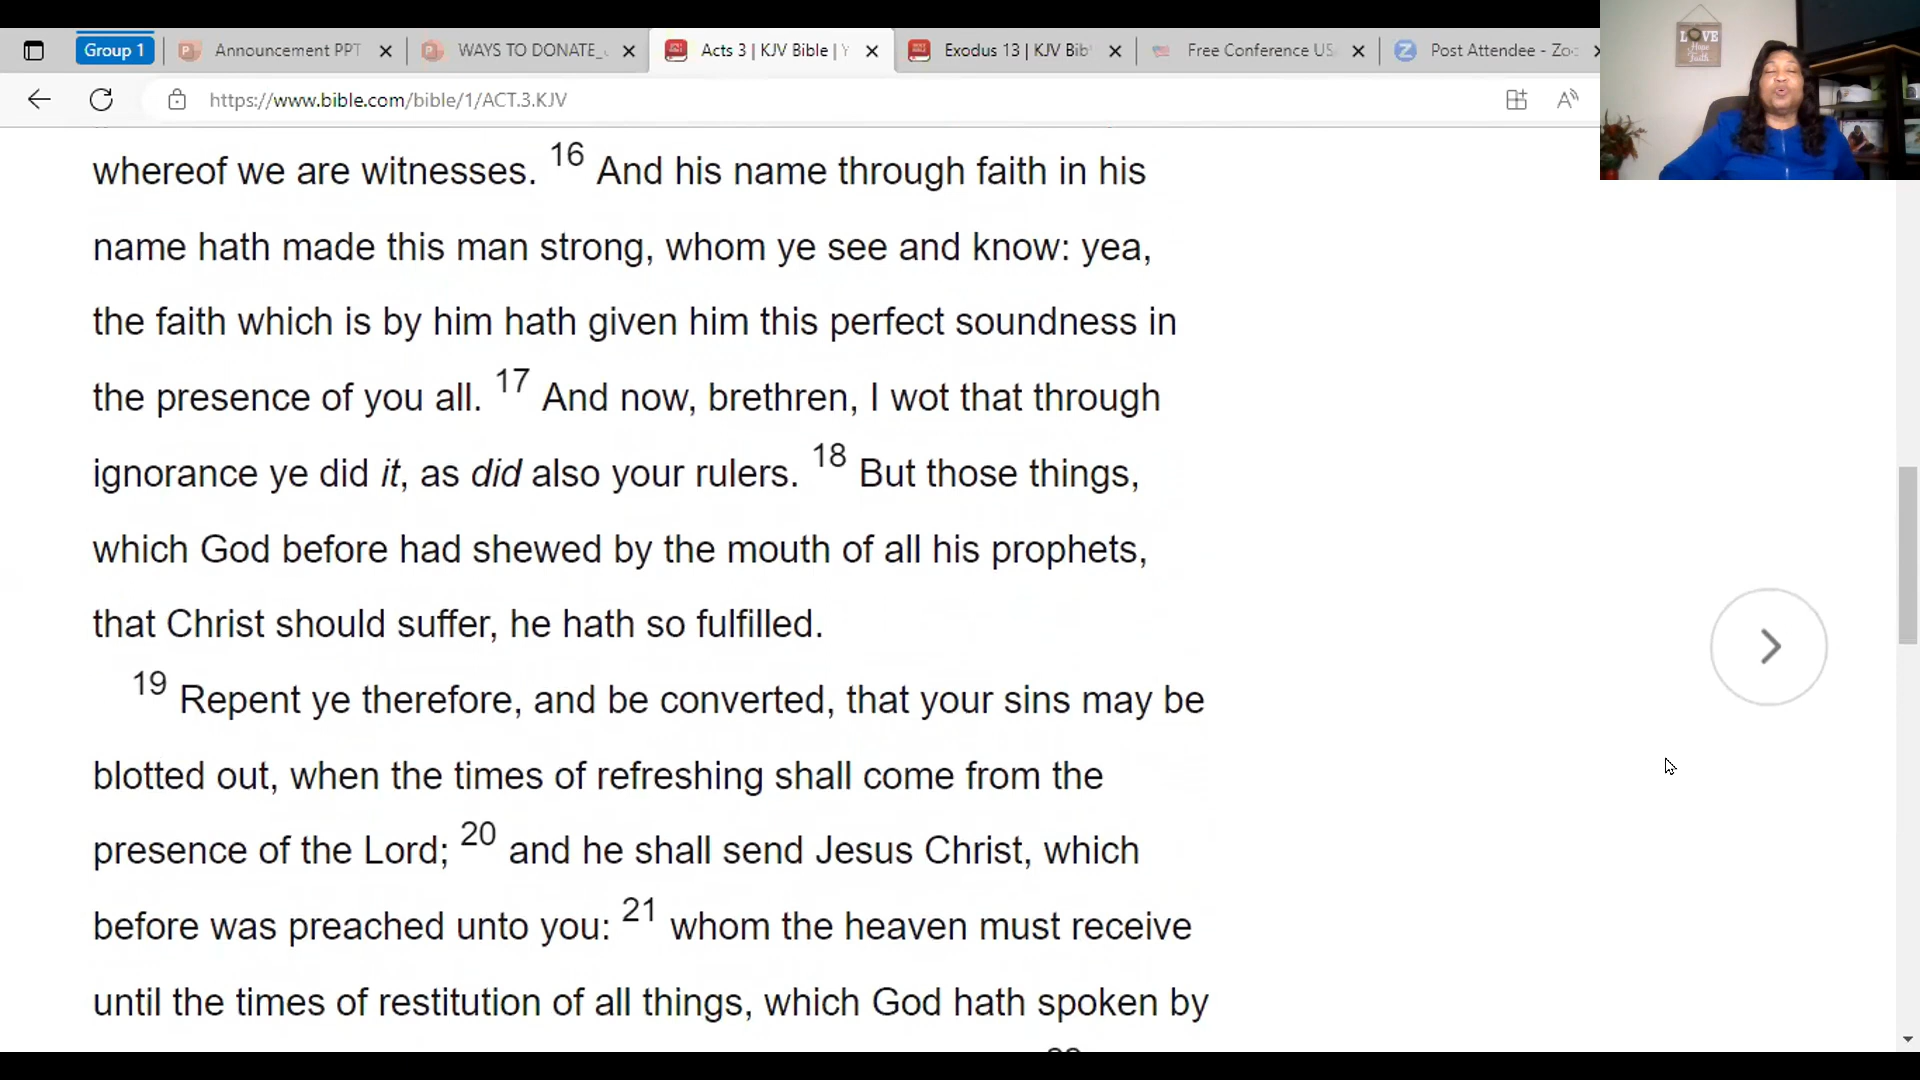 Group 1
Announcement PPT
WAYS TO DONATE_
Acts 3 | KJV Bible | Y
Exodus 13 | KJV Bib
Free Conference US
Post Attendee - Zo
https://www.bible.com/bible/1/ACT.3.KJV
LOVE
Hope
Faith
whereof we are witnesses. 16 And his name through faith in his
name hath made this man strong, whom ye see and know: yea,
the faith which is by him hath given him this perfect soundness in
the presence of you all. 17 And now, brethren, I wot that through
ignorance ye did it, as did also your rulers. 18 But those things,
which God before had shewed by the mouth of all his prophets,
that Christ should suffer, he hath so fulfilled.
19 Repent ye therefore, and be converted, that your sins may be
blotted out, when the times of refreshing shall come from the
presence of the Lord; 20 and he shall send Jesus Christ, which
before was preached unto you: 21 whom the heaven must receive
until the times of restitution of all things, which God hath spoken by